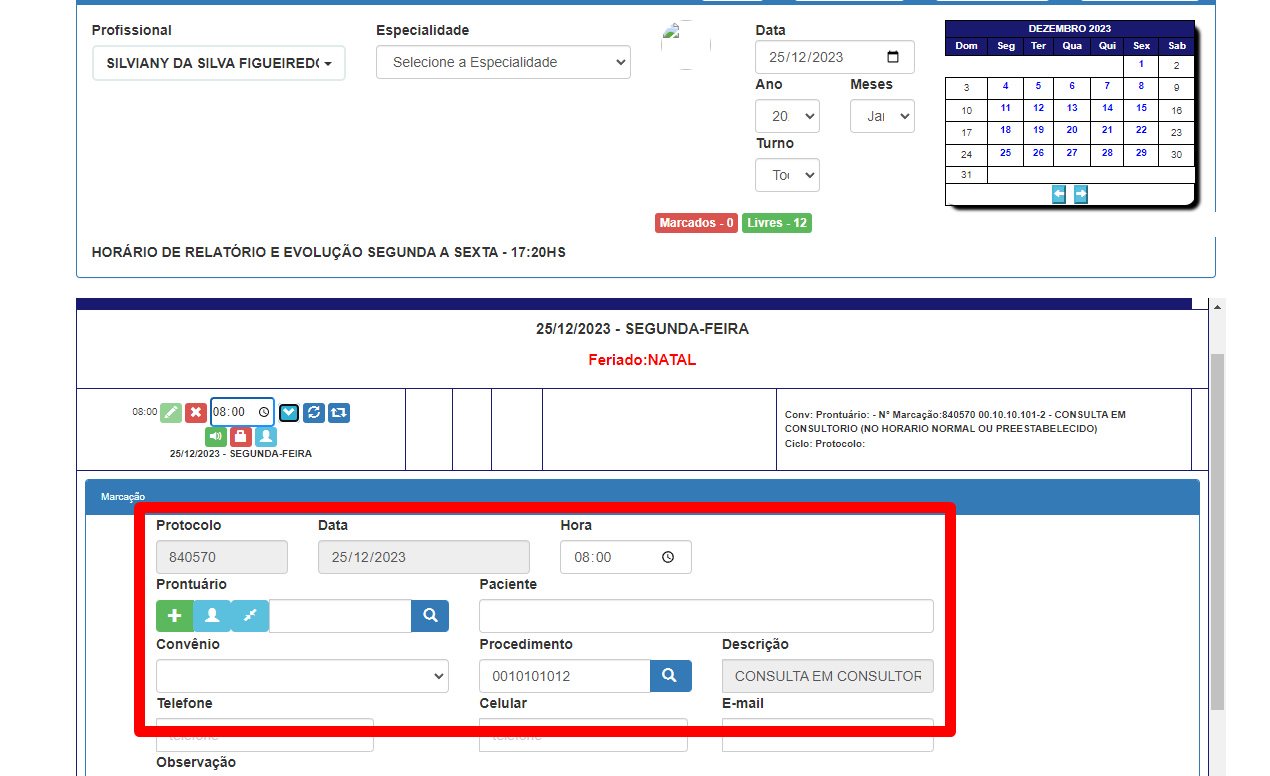 Profissional Especialidade Data
SILVIANY DA SILVA FIGUEIRED
Selecione a Especialidade
25/12/2023
Ano Meses
20 Jai
Turno
Too
DEZEMBRO 2023
Dom Seg Ter Qua Qui Sex Sab
1 2
3 4 5 6 7 8 9
10 11 12 13 14 15 16
17 18 19 20 21 22 23
24 25 26 27 28 29 30
31
Marcados - 0 Livres - 12
HORÁRIO DE RELATÓRIO E EVOLUÇÃO SEGUNDA A SEXTA - 17:20HS
25/12/2023 - SEGUNDA-FEIRA
Feriado:NATAL
08:00 08:00
25/12/2023 - SEGUNDA-FEIRA
Conv: Prontuário: - Nº Marcação:840570 00.10.10.101-2 - CONSULTA EM
CONSULTORIO (NO HORARIO NORMAL OU PREESTABELECIDO)
Ciclo: Protocolo:
Marcação
Protocolo Data Hora
840570 25/12/2023 08:00
Prontuário Paciente
Convênio Procedimento Descrição
0010101012 CONSULTA EM CONSULTOR
Telefone Celular E-mail
telefone telefone
Observação